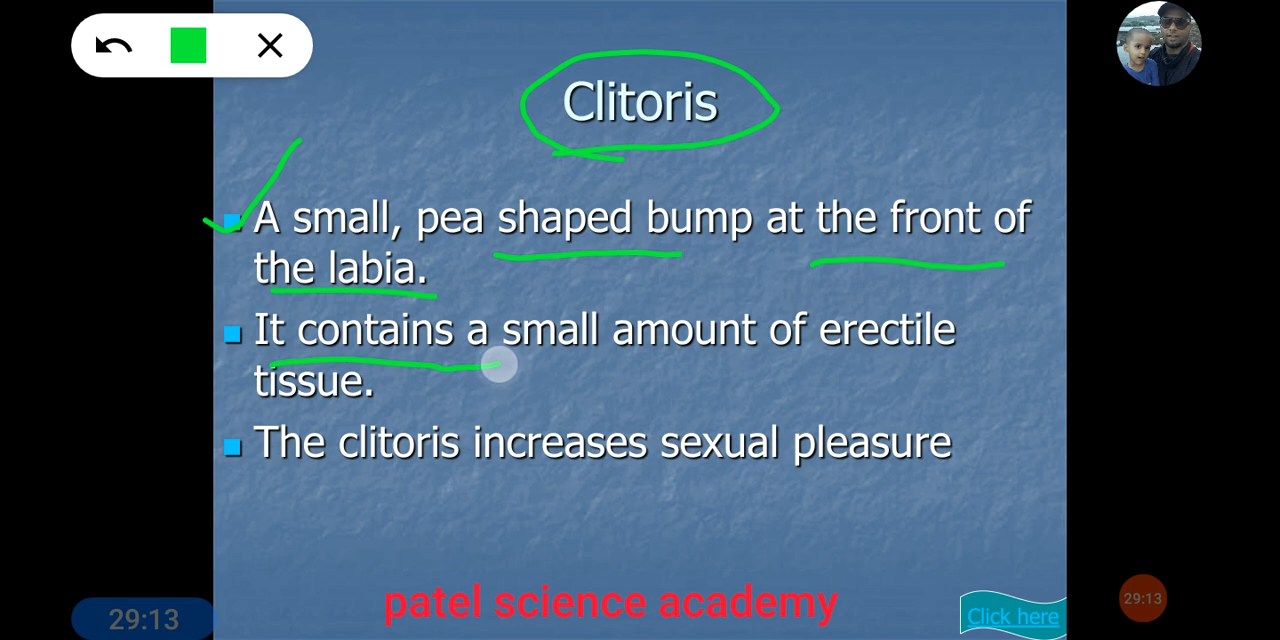 Clitoris
A small, pea shaped bump at the front of
the labia.
It contains a small amount of erectile
tissue.
The clitoris increases sexual pleasure
patel science academy
Click here
29:13
29:13